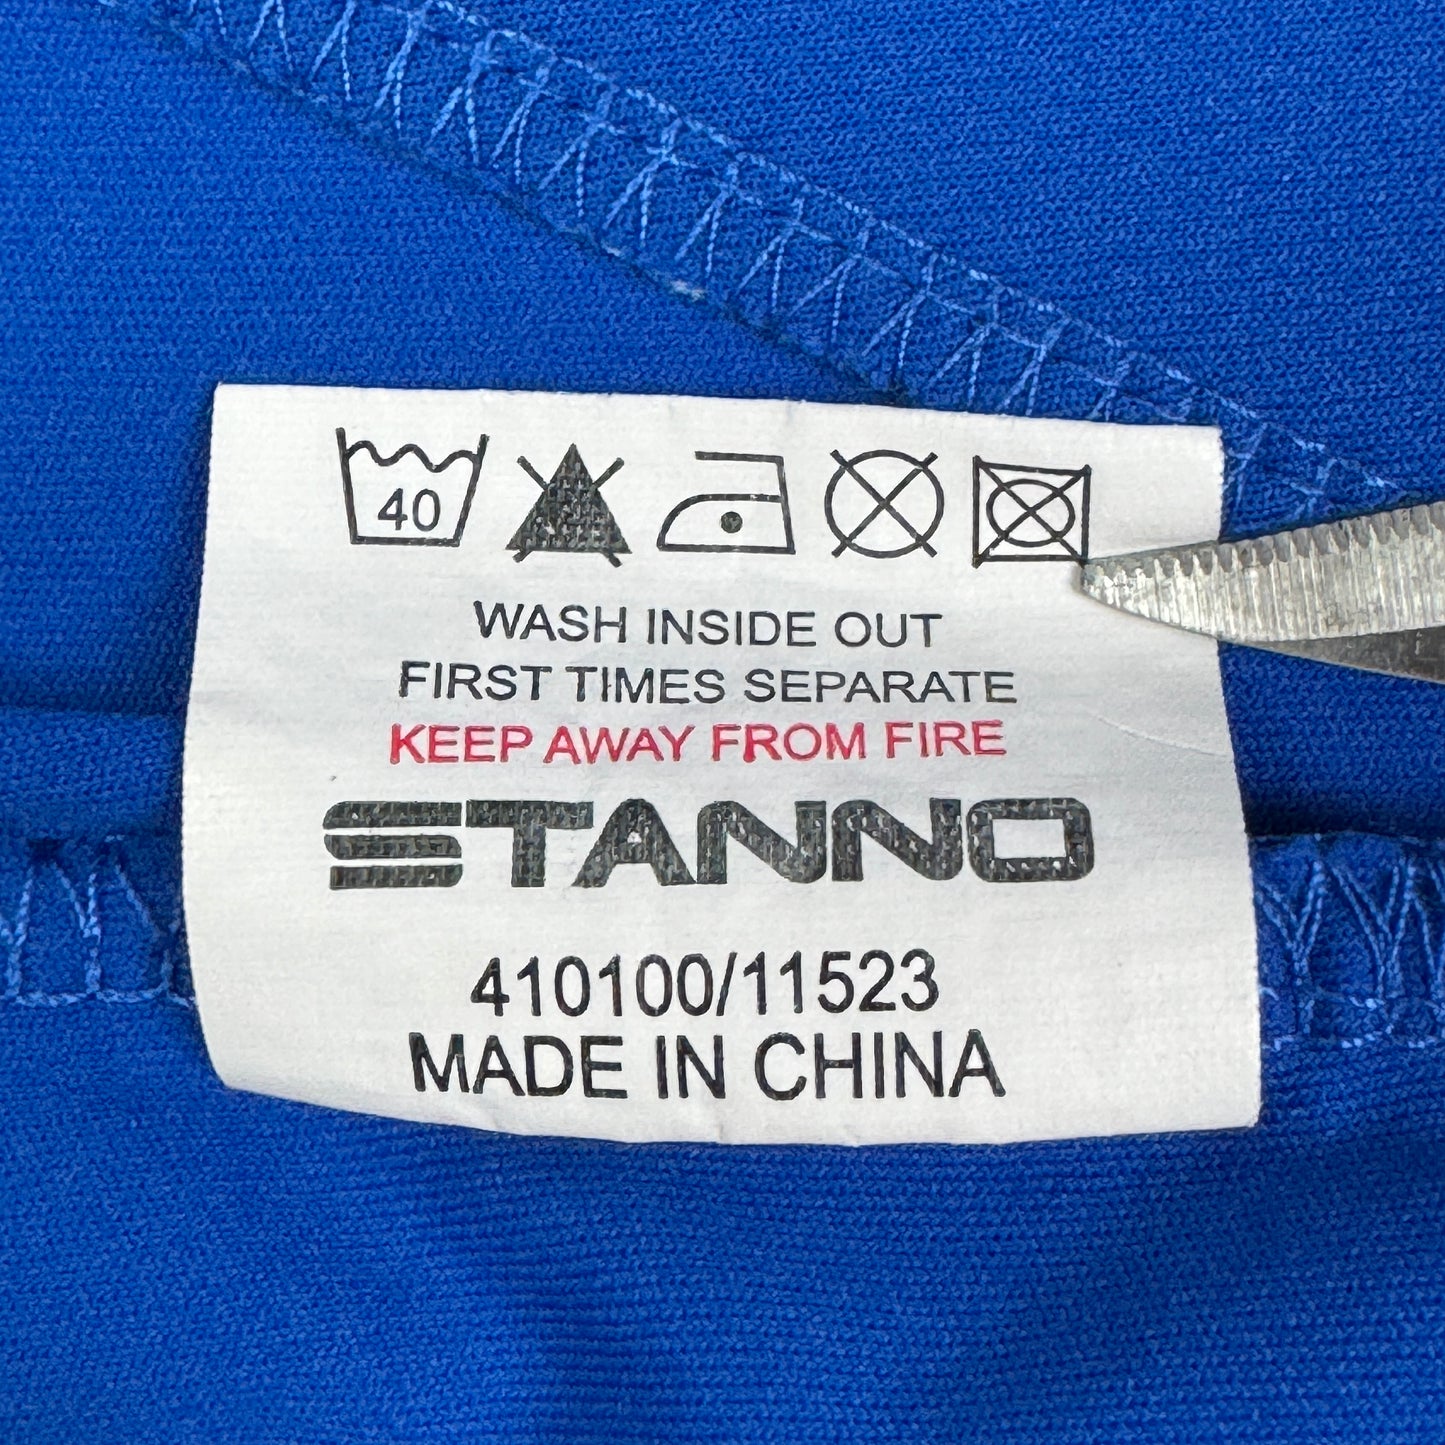 40
WASH INSIDE OUT
FIRST TIMES SEPARATE
KEEP AWAY FROM FIRE
STANNO
410100/11523
MADE IN CHINA